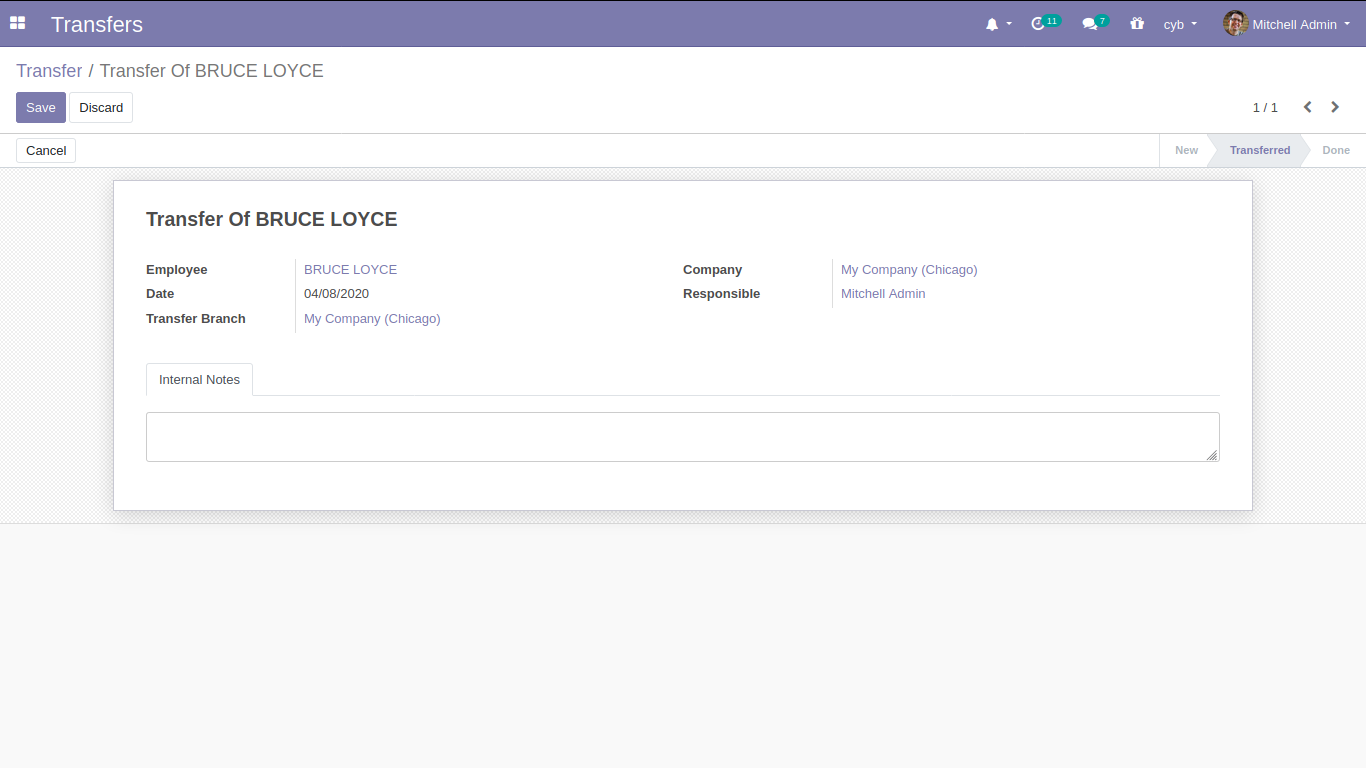 Transfers
11
7
cyb
Mitchell Admin
Transfer / Transfer Of BRUCE LOYCE
Save
Discard
1 / 1
Cancel
New
Transferred
Done
Transfer Of BRUCE LOYCE
Employee
BRUCE LOYCE
Company
My Company (Chicago)
Date
04/08/2020
Responsible
Mitchell Admin
Transfer Branch
My Company (Chicago)
Internal Notes